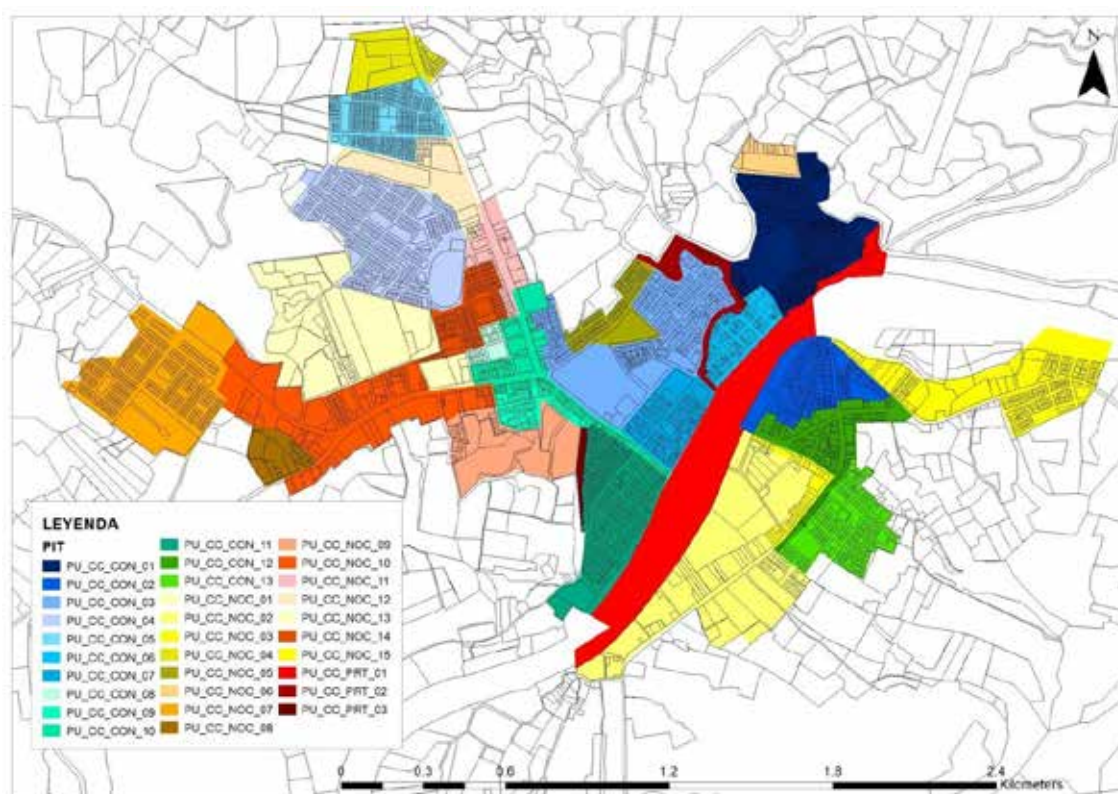 N
LEYENDA
PIT
PU_CC_CON_01
PU_CC_CON_02
PU_CC_CON_03
PU_CC_CON_04
PU_CC_CON_05
PU_CC_CON_06
PU_CC_CON_07
PU_CC_CON_08
PU_CC_CON_09
PU_CC_CON_10
PU_CC_CON_11
PU_CC_CON_12
PU_CC_CON_13
PU_CC_NOC_01
PU_CC_NOC_02
PU_CC_NOC_03
PU_CC_NOC_04
PU_CC_NOC_05
PU_CC_NOC_06
PU_CC_NOC_07
PU_CC_NOC_08
PU_CC_NOC_09
PU_CC_NOC_10
PU_CC_NOC_11
PU_CC_NOC_12
PU_CC_NOC_13
PU_CC_NOC_14
PU_CC_NOC_15
PU_CC_PRT_01
PU_CC_PRT_02
PU_CC_PRT_03
0 0.3 0.6 1.2 1.8 2.4
Kilometers